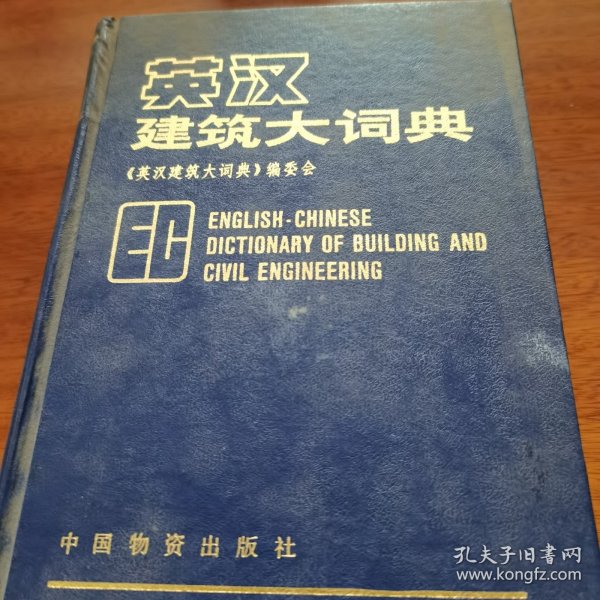 英汉
建筑大词典
《英汉建筑大词典》编委会
EC
ENGLISH-CHINESE
DICTIONARY OF BUILDING AND
CIVIL ENGINEERING
中国物资出版社
孔夫子旧书网
www.kongfz.com